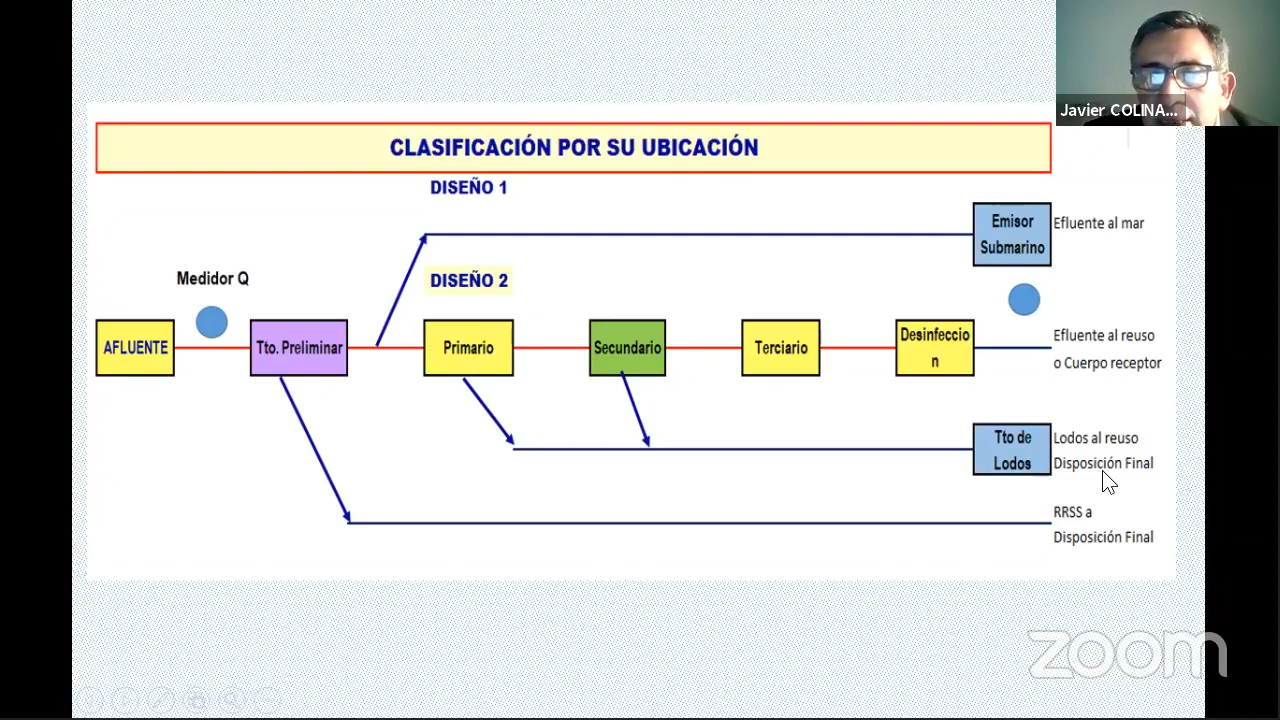 Javier COLINA...
CLASIFICACIÓN POR SU UBICACIÓN
DISEÑO 1
Emisor
Submarino
Efluente al mar
Medidor Q
DISEÑO 2
AFLUENTE
Tto. Preliminar
Primario
Secundario
Terciario
Desinfeccio
n
Efluente al reuso
o Cuerpo receptor
Tto de
Lodos
Lodos al reuso
Disposición Final
RRSS a
Disposición Final
zoom